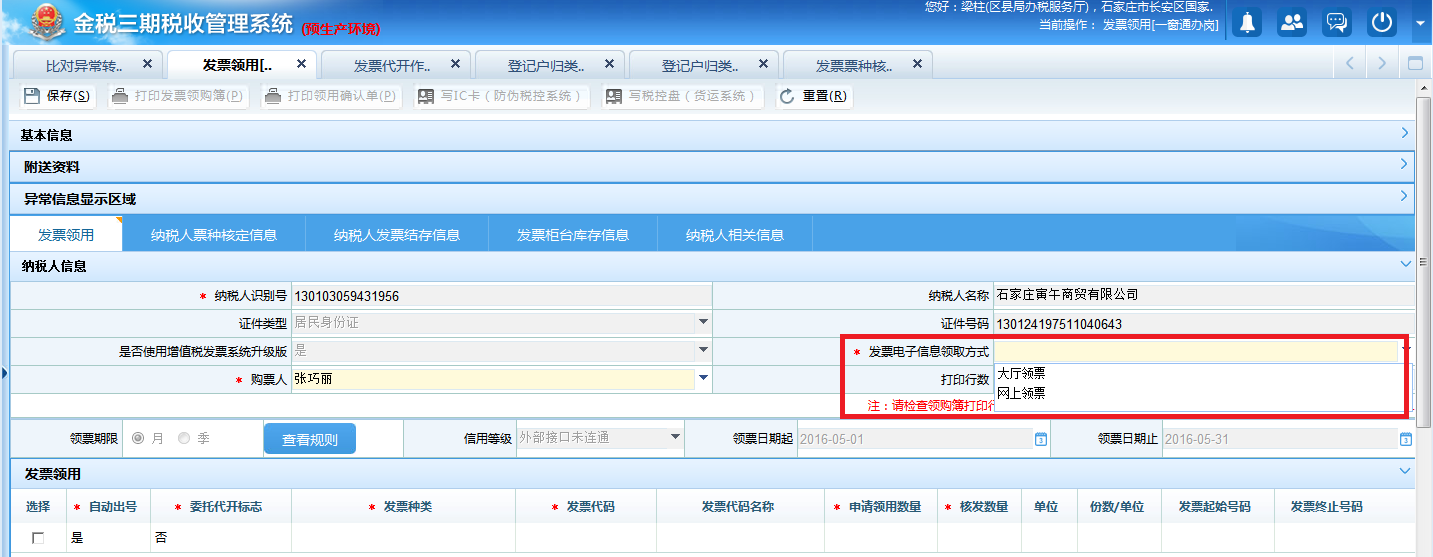 您好：梁柱(区县局办税服务厅)，石家庄市长安区国家.
金税三期税收管理系统 (预生产环境)
当前操作： 发票领用[一窗通办岗]
比对异常转.. 发票领用[.. 发票代开作.. 登记户归类.. 登记户归类.. 发票票种核..
保存(S) 打印发票领购簿(P) 打印领用确认单(P) 写IC卡（防伪税控系统） 写税控盘（货运系统） 重置(R)
基本信息
附送资料
异常信息显示区域
发票领用 纳税人票种核定信息 纳税人发票结存信息 发票柜台库存信息 纳税人相关信息
纳税人信息
* 纳税人识别号 130103059431956 纳税人名称 石家庄寅午商贸有限公司
证件类型 居民身份证 证件号码 130124197511040643
是否使用增值税发票系统升级版 是 * 发票电子信息领取方式
* 购票人 张巧丽 打印行数 大厅领票
网上领票
注：请检查领购簿打印行
领票期限 月 季 查看规则 信用等级 外部接口未连通 领票日期起 2016-05-01 领票日期止 2016-05-31
发票领用
选择 * 自动出号 * 委托代开标志 * 发票种类 * 发票代码 发票代码名称 * 申请领用数量 * 核发数量 单位 份数/单位 发票起始号码 发票终止号码
是 否